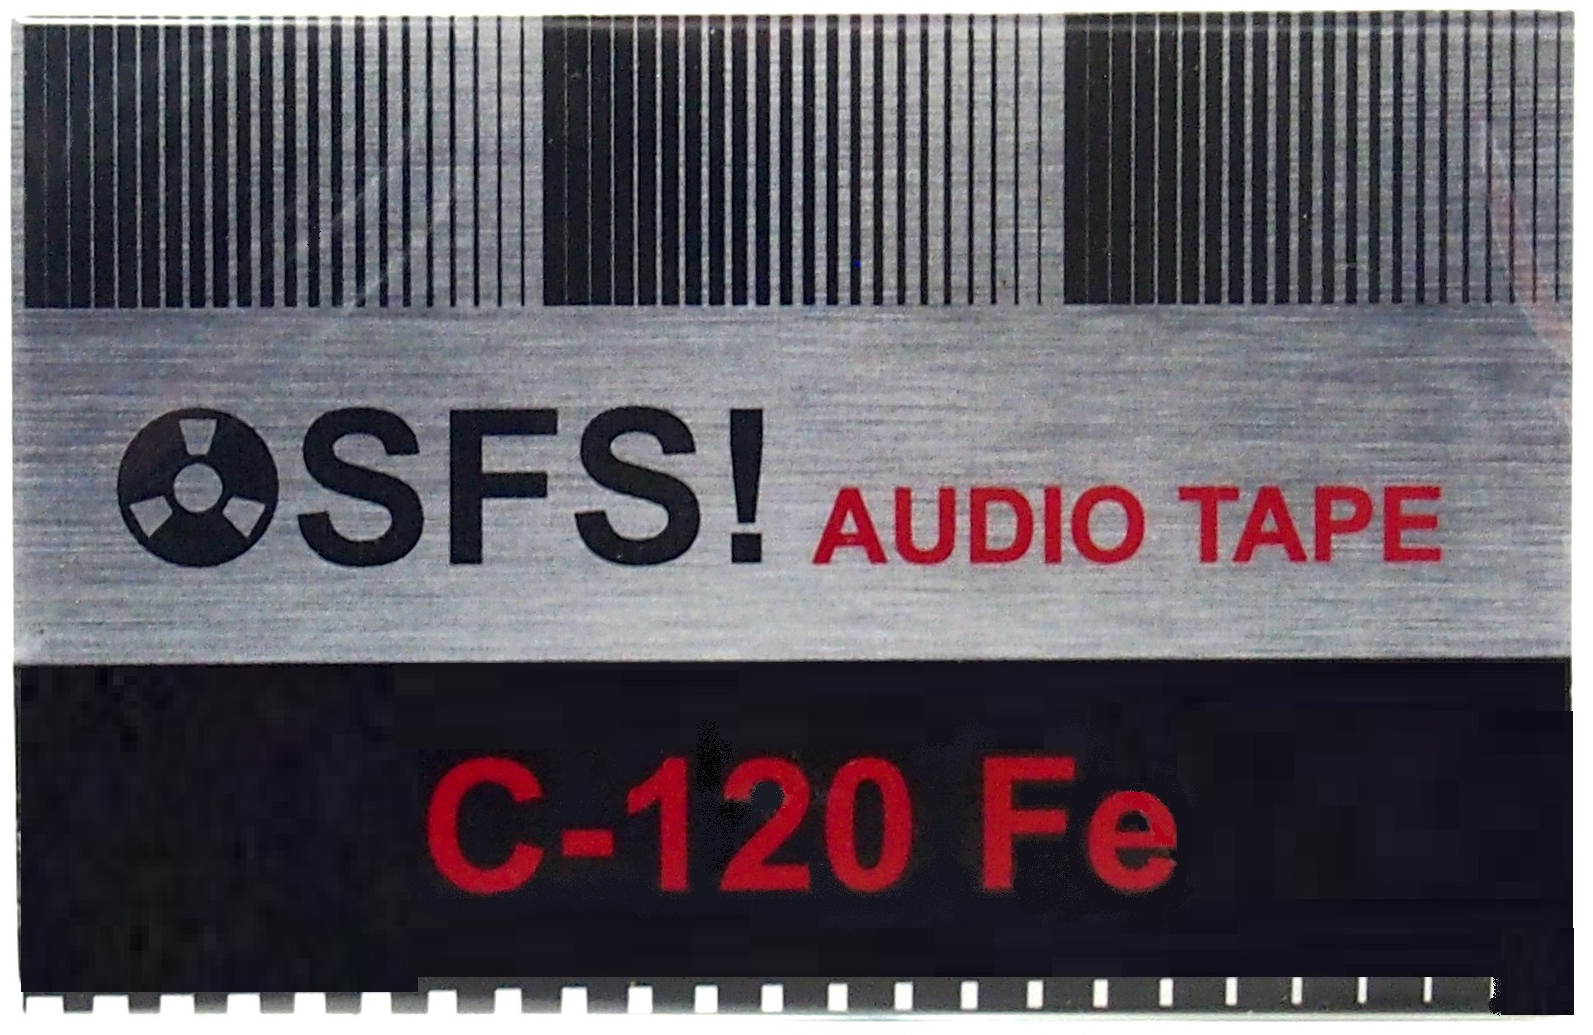 SFS! AUDIO TAPE
C-120 Fe